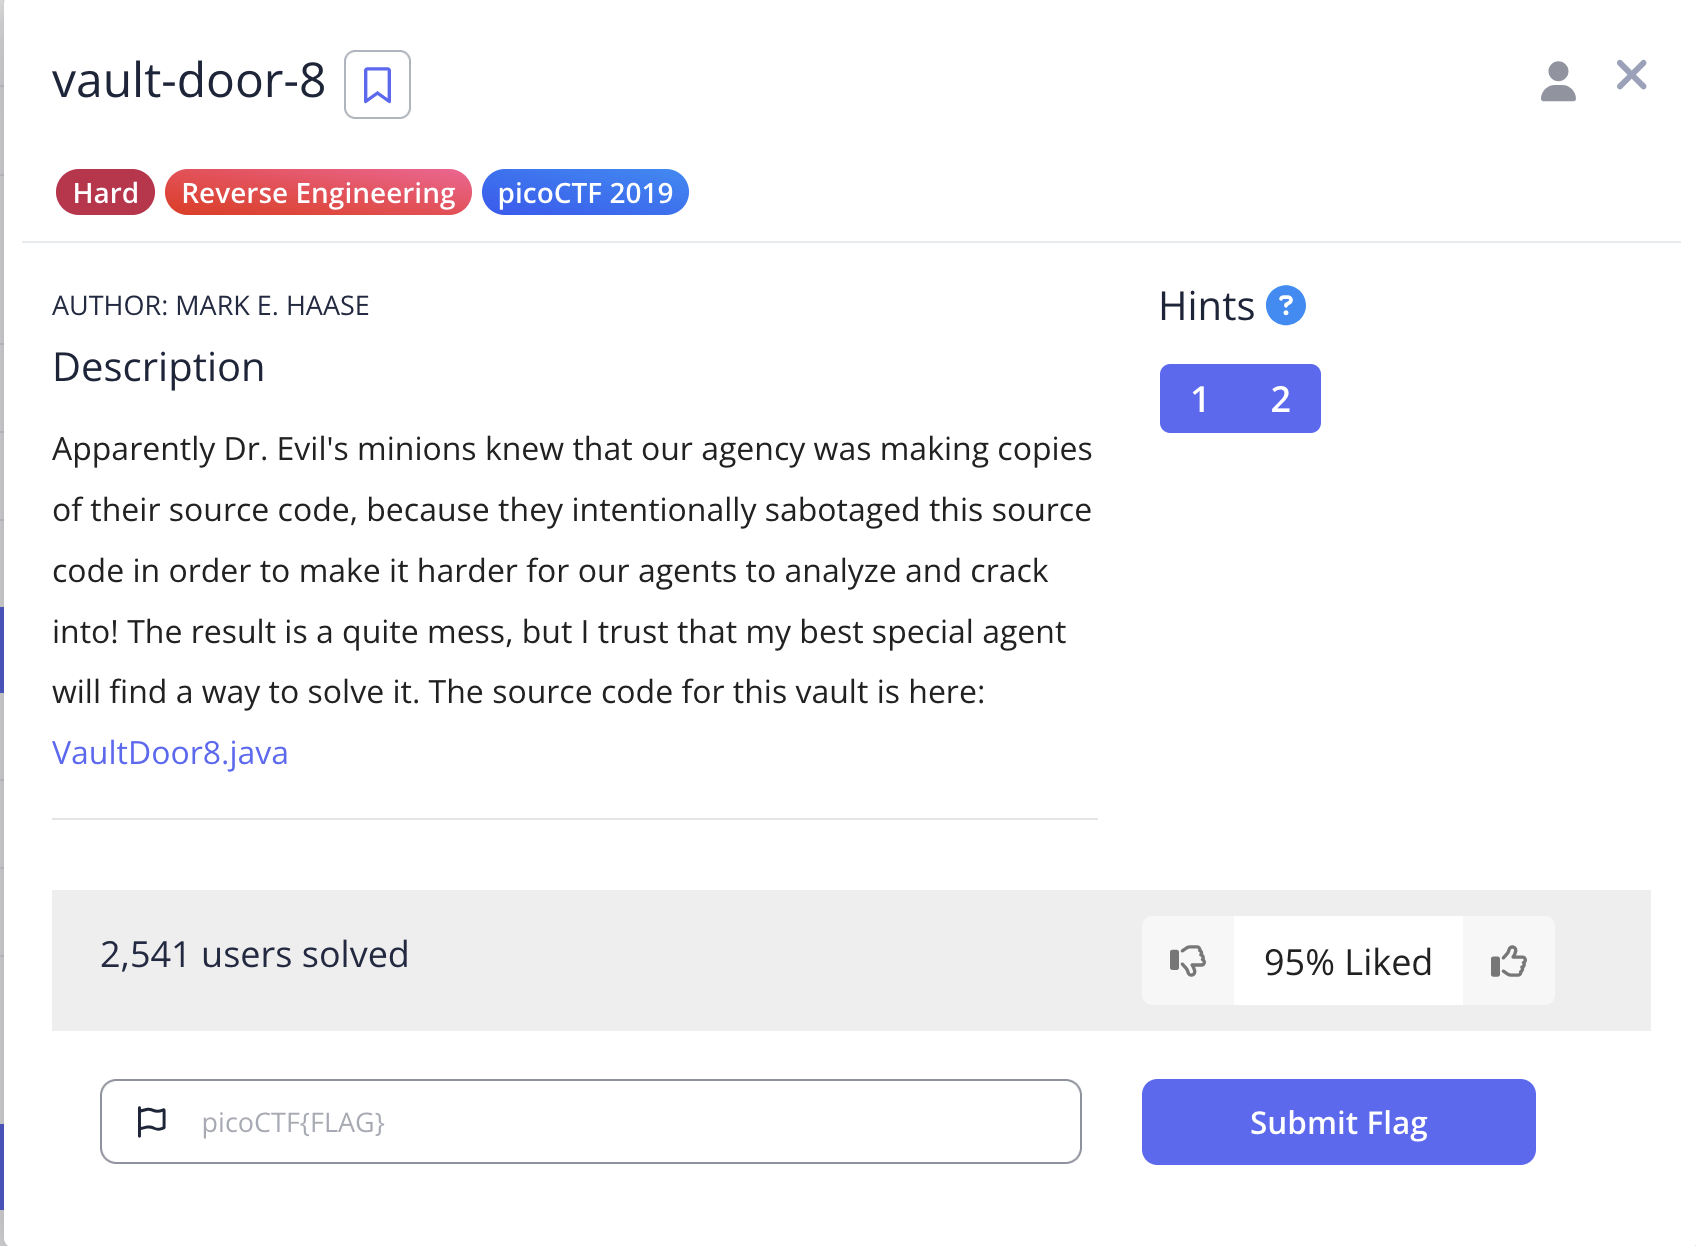 vault-door-8
Hard Reverse Engineering picoCTF 2019
AUTHOR: MARK E. HAASE
Description
Apparently Dr. Evil's minions knew that our agency was making copies
of their source code, because they intentionally sabotaged this source
code in order to make it harder for our agents to analyze and crack
into! The result is a quite mess, but I trust that my best special agent
will find a way to solve it. The source code for this vault is here:
VaultDoor8.java
Hints ?
1 2
2,541 users solved
95% Liked
picoCTF{FLAG}
Submit Flag